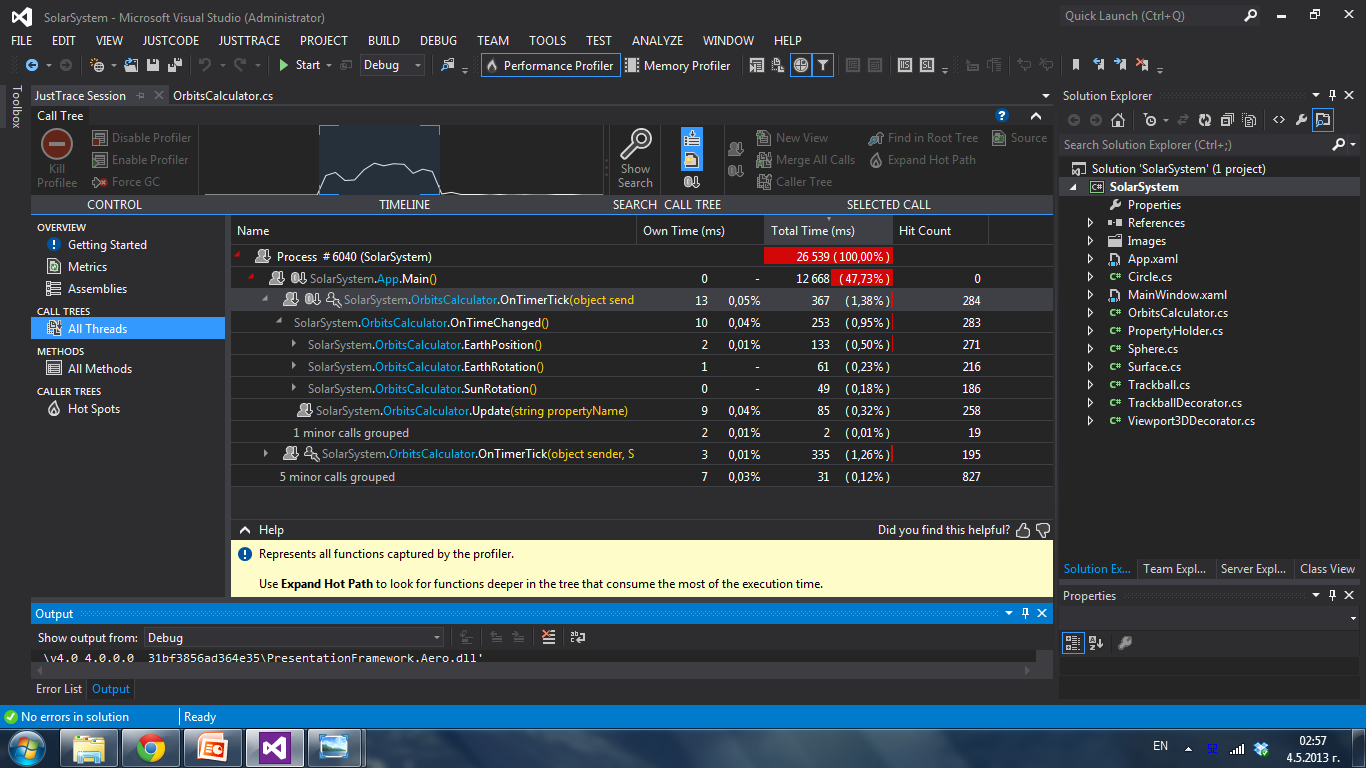 SolarSystem - Microsoft Visual Studio (Administrator)
Quick Launch (Ctrl+Q)
FILE EDIT VIEW JUSTCODE JUSTTRACE PROJECT BUILD DEBUG TEAM TOOLS TEST ANALYZE WINDOW HELP
Start Debug Performance Profiler Memory Profiler
Toolbox
JustTrace Session OrbitsCalculator.cs
Call Tree
Kill Profilee
Disable Profiler
Enable Profiler
Force GC
Show Search
New View
Merge All Calls
Caller Tree
Find in Root Tree
Expand Hot Path
Source
CONTROL TIMELINE SEARCH CALL TREE SELECTED CALL
OVERVIEW
Getting Started
Metrics
Assemblies
CALL TREES
All Threads
METHODS
All Methods
CALLER TREES
Hot Spots
Name Own Time (ms) Total Time (ms) Hit Count
Process # 6040 (SolarSystem) 26 539 (100,00%)
SolarSystem.App.Main() 0 - 12 668 (47,73%) 0
SolarSystem.OrbitsCalculator.OnTimerTick(object send 13 0,05% 367 (1,38%) 284
SolarSystem.OrbitsCalculator.OnTimeChanged() 10 0,04% 253 (0,95%) 283
SolarSystem.OrbitsCalculator.EarthPosition() 2 0,01% 133 (0,50%) 271
SolarSystem.OrbitsCalculator.EarthRotation() 1 - 61 (0,23%) 216
SolarSystem.OrbitsCalculator.SunRotation() 0 - 49 (0,18%) 186
SolarSystem.OrbitsCalculator.Update(string propertyName) 9 0,04% 85 (0,32%) 258
1 minor calls grouped 2 0,01% 2 (0,01%) 19
SolarSystem.OrbitsCalculator.OnTimerTick(object sender, S 3 0,01% 335 (1,26%) 195
5 minor calls grouped 7 0,03% 31 (0,12%) 827
Help Did you find this helpful?
Represents all functions captured by the profiler.
Use Expand Hot Path to look for functions deeper in the tree that consume the most of the execution time.
Output
Show output from: Debug
\v4.0_4.0.0.0__31bf3856ad364e35\PresentationFramework.Aero.dll'
Error List Output
Solution Explorer
Search Solution Explorer (Ctrl+;)
Solution 'SolarSystem' (1 project)
SolarSystem
Properties
References
Images
App.xaml
Circle.cs
MainWindow.xaml
OrbitsCalculator.cs
PropertyHolder.cs
Sphere.cs
Surface.cs
Trackball.cs
TrackballDecorator.cs
Viewport3DDecorator.cs
Solution Ex... Team Expl... Server Expl... Class View
Properties
No errors in solution Ready
EN 02:57
4.5.2013 г.